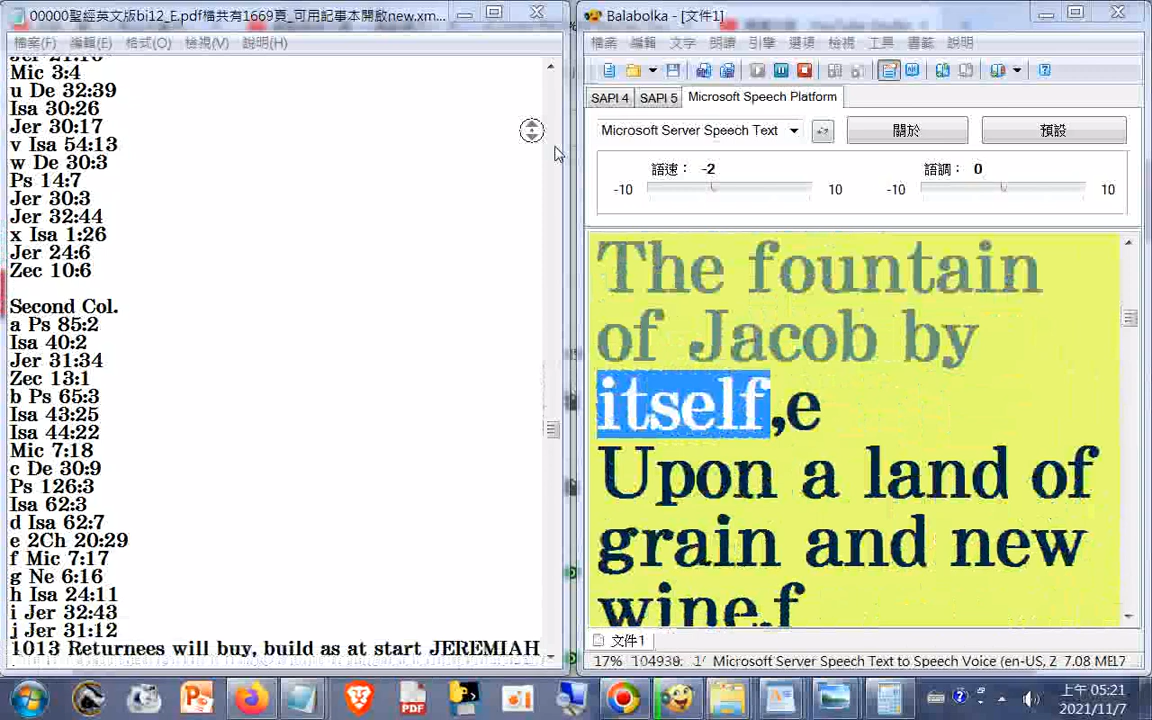 00000聖經英文版bi12_E.pdf檔共有1669頁_可用記事本開啟new.xm...
檔案(F) 編輯(E) 格式(O) 檢視(V) 說明(H)
Jer 21:10
Mic 3:4
u De 32:39
Isa 30:26
Jer 30:17
v Isa 54:13
w De 30:3
Ps 14:7
Jer 30:3
Jer 32:44
x Isa 1:26
Jer 24:6
Zec 10:6
Second Col.
a Ps 85:2
Isa 40:2
Jer 31:34
Zec 13:1
b Ps 65:3
Isa 43:25
Isa 44:22
Mic 7:18
c De 30:9
Ps 126:3
Isa 62:3
d Isa 62:7
e 2Ch 20:29
f Mic 7:17
g Ne 6:16
h Isa 24:11
i Jer 32:43
j Jer 31:12
1013 Returnees will buy, build as at start JEREMIAH
Balabolka - [文件1]
檔案 編輯 文字 朗讀 引擎 選項 檢視 工具 書籤 說明
SAPI 4 SAPI 5 Microsoft Speech Platform
Microsoft Server Speech Text 關於 預設
語速： -2 語調： 0
-10 10 -10 10
The fountain
of Jacob by
itself,e
Upon a land of
grain and new
wine,f
文件1
17% 104938: Microsoft Server Speech Text to Speech Voice (en-US, Z 7.08 ME
上午 05:21
2021/11/7